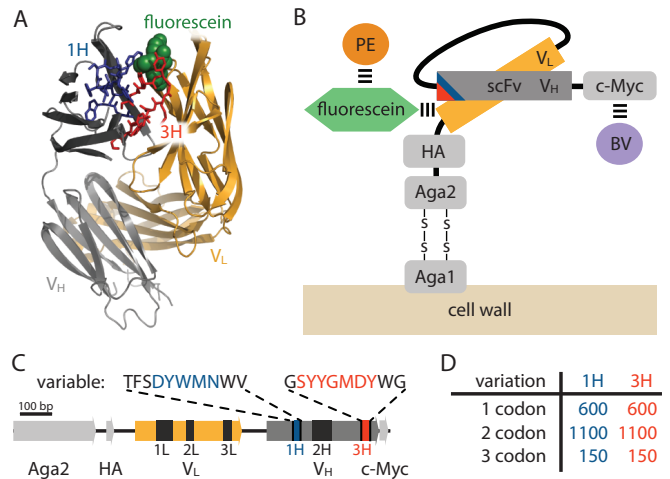 A
fluorescein
1H
3H
VL
VH
B
PE
VL
fluorescein
scFv VH
c-Myc
HA
BV
Aga2
S S
S S
Aga1
cell wall
C
variable: TFSDYWMNWV GSYYGMDYWG
100 bp
1L 2L 3L 1H 2H 3H
Aga2 HA VL VH c-Myc
D
variation 1H 3H
1 codon 600 600
2 codon 1100 1100
3 codon 150 150